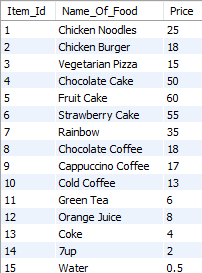 Item_Id Name_Of_Food Price
1 Chicken Noodles 25
2 Chicken Burger 18
3 Vegetarian Pizza 15
4 Chocolate Cake 50
5 Fruit Cake 60
6 Strawberry Cake 55
7 Rainbow 35
8 Chocolate Coffee 18
9 Cappucino Coffee 17
10 Cold Coffee 13
11 Green Tea 6
12 Orange Juice 8
13 Coke 4
14 7up 2
15 Water 0.5